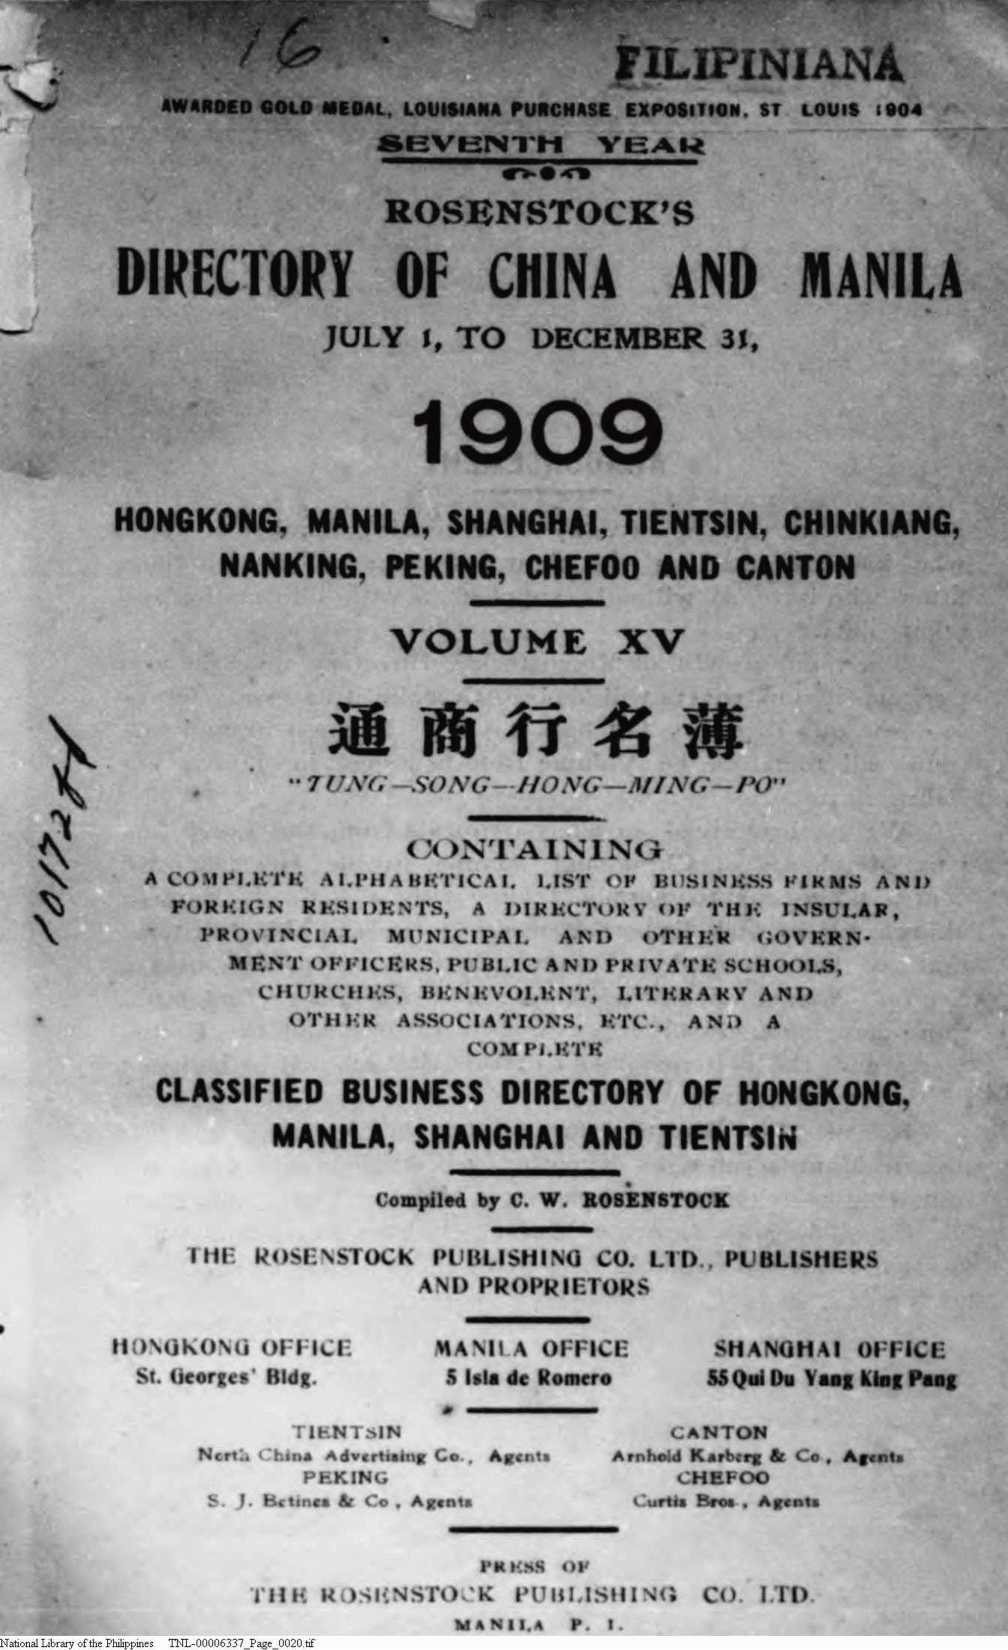 16
FILIPINIANA
AWARDED GOLD MEDAL, LOUISIANA PURCHASE EXPOSITION, ST LOUIS 1904
SEVENTH YEAR
ROSENSTOCK'S
DIRECTORY OF CHINA AND MANILA
JULY 1, TO DECEMBER 31,
1909
HONGKONG, MANILA, SHANGHAI, TIENTSIN, CHINKIANG,
NANKING, PEKING, CHEFOO AND CANTON
VOLUME XV
通商行名薄
"TUNG—SONG—HONG—MING—PO"
CONTAINING
A COMPLETE ALPHABETICAL LIST OF BUSINESS FIRMS AND
FOREIGN RESIDENTS, A DIRECTORY OF THE INSULAR,
PROVINCIAL MUNICIPAL AND OTHER GOVERN-
MENT OFFICERS, PUBLIC AND PRIVATE SCHOOLS,
CHURCHES, BENEVOLENT, LITERARY AND
OTHER ASSOCIATIONS, ETC., AND A
COMPLETE
CLASSIFIED BUSINESS DIRECTORY OF HONGKONG,
MANILA, SHANGHAI AND TIENTSIN
Compiled by C. W. ROSENSTOCK
THE ROSENSTOCK PUBLISHING CO. LTD., PUBLISHERS
AND PROPRIETORS
HONGKONG OFFICE MANILA OFFICE SHANGHAI OFFICE
St. Georges' Bldg. 5 Isla de Romero 55 Qui Du Yang King Pang
TIENTSIN CANTON
North China Advertising Co., Agents Arnhold Karberg & Co, Agents
PEKING CHEFOO
S. J. Betines & Co, Agents Curtis Bros, Agents
PRESS OF
THE ROSENSTOCK PUBLISHING CO. LTD.
MANILA P. I.
National Library of the Philippines TNL-00006337_Page_0020.tif